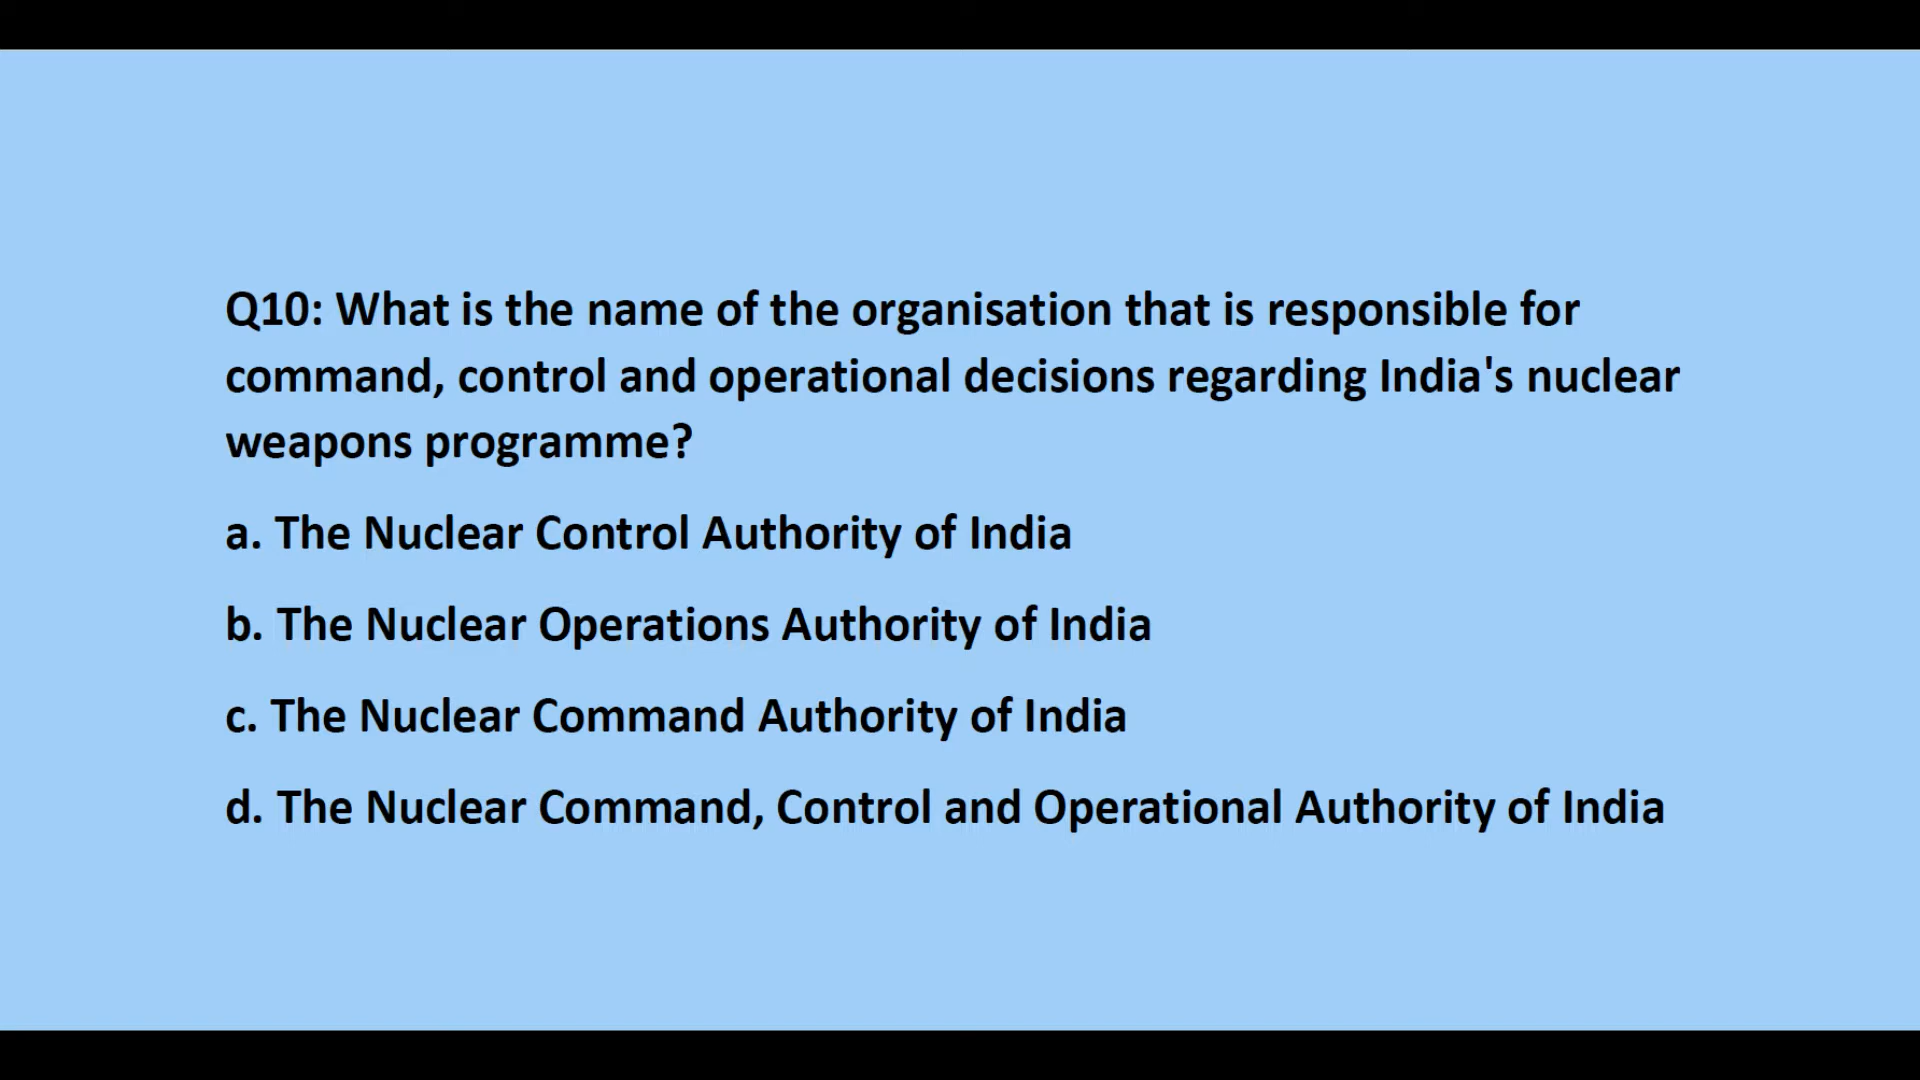 Q10: What is the name of the organisation that is responsible for
command, control and operational decisions regarding India's nuclear
weapons programme?
a. The Nuclear Control Authority of India
b. The Nuclear Operations Authority of India
c. The Nuclear Command Authority of India
d. The Nuclear Command, Control and Operational Authority of India